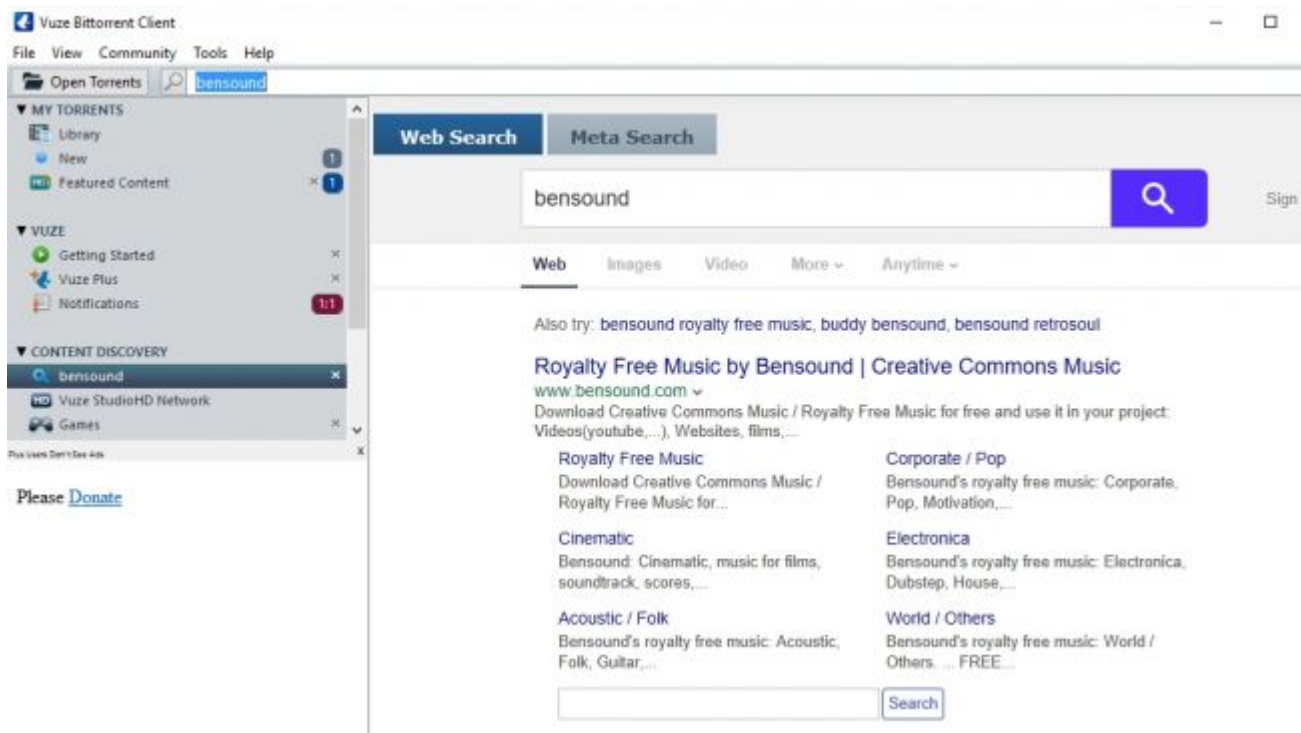 Vuze Bittorrent Client
File View Community Tools Help
Open Torrents bensound
MY TORRENTS
Library
New 1
Featured Content × 1
VUZE
Getting Started ×
Vuze Plus ×
Notifications 1:1
CONTENT DISCOVERY
bensound ×
Vuze StudioHD Network
Games ×
Plus Users Don't See Ads X
Please Donate
Web Search Meta Search
bensound
Sign
Web Images Video More Anytime
Also try: bensound royalty free music, buddy bensound, bensound retrosoul
Royalty Free Music by Bensound | Creative Commons Music
www.bensound.com
Download Creative Commons Music / Royalty Free Music for free and use it in your project:
Videos(youtube,...), Websites, films,...
Royalty Free Music
Download Creative Commons Music /
Royalty Free Music for...
Corporate / Pop
Bensound's royalty free music: Corporate,
Pop, Motivation,...
Cinematic
Bensound: Cinematic, music for films,
soundtrack, scores,...
Electronica
Bensound's royalty free music: Electronica,
Dubstep, House,...
Acoustic / Folk
Bensound's royalty free music: Acoustic,
Folk, Guitar,...
World / Others
Bensound's royalty free music: World /
Others. ... FREE...
Search